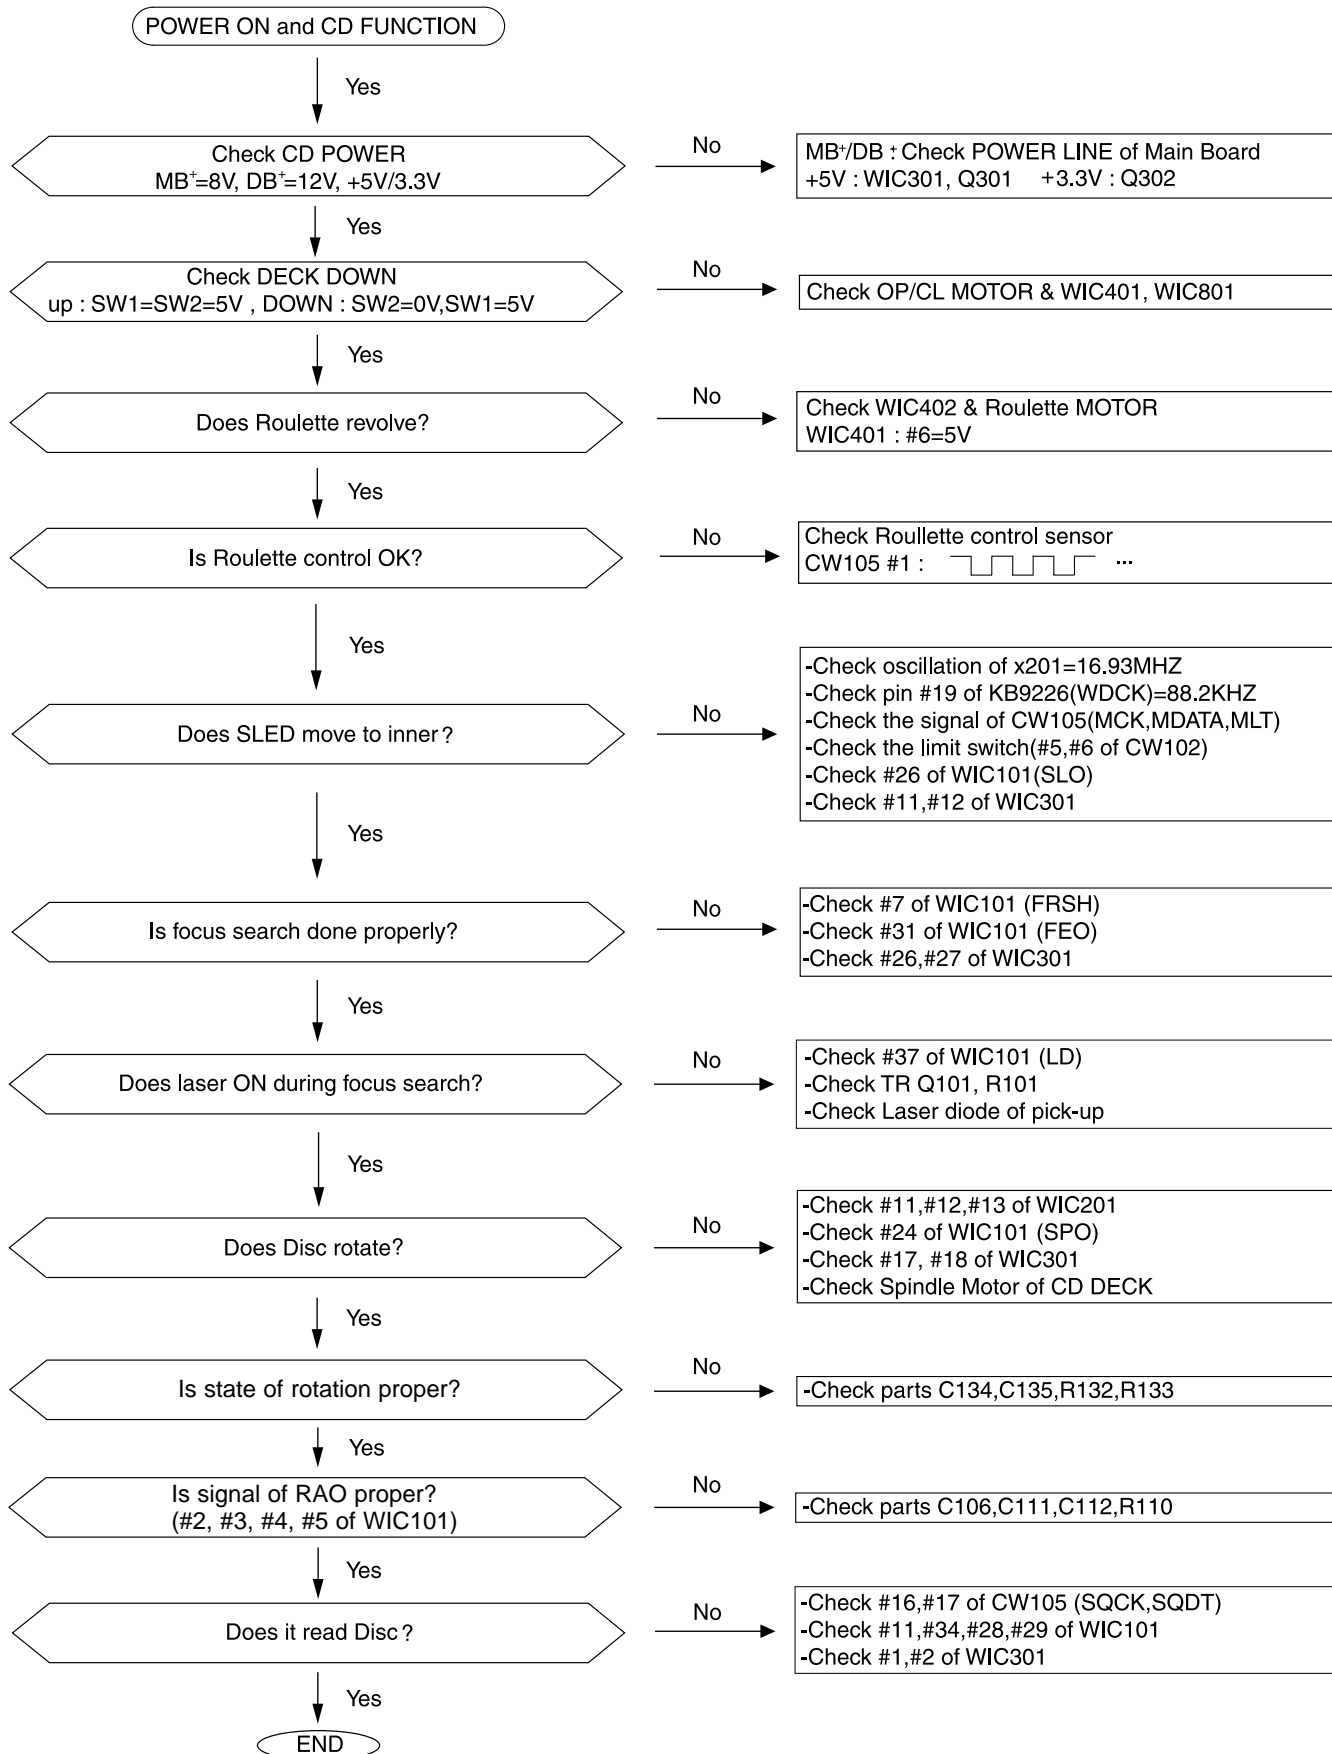 POWER ON and CD FUNCTION
Yes
Check CD POWER
MB+=8V, DB+=12V, +5V/3.3V
No
MB+/DB+ : Check POWER LINE of Main Board
+5V : WIC301, Q301 +3.3V : Q302
Yes
Check DECK DOWN
up : SW1=SW2=5V , DOWN : SW2=0V,SW1=5V
No
Check OP/CL MOTOR & WIC401, WIC801
Yes
Does Roulette revolve?
No
Check WIC402 & Roulette MOTOR
WIC401 : #6=5V
Yes
Is Roulette control OK?
No
Check Roullette control sensor
CW105 #1 : ...
Yes
Does SLED move to inner?
No
-Check oscillation of x201=16.93MHZ
-Check pin #19 of KB9226(WDCK)=88.2KHZ
-Check the signal of CW105(MCK,MDATA,MLT)
-Check the limit switch(#5,#6 of CW102)
-Check #26 of WIC101(SLO)
-Check #11,#12 of WIC301
Yes
Is focus search done properly?
No
-Check #7 of WIC101 (FRSH)
-Check #31 of WIC101 (FEO)
-Check #26,#27 of WIC301
Yes
Does laser ON during focus search?
No
-Check #37 of WIC101 (LD)
-Check TR Q101, R101
-Check Laser diode of pick-up
Yes
Does Disc rotate?
No
-Check #11,#12,#13 of WIC201
-Check #24 of WIC101 (SPO)
-Check #17, #18 of WIC301
-Check Spindle Motor of CD DECK
Yes
Is state of rotation proper?
No
-Check parts C134,C135,R132,R133
Yes
Is signal of RAO proper?
(#2, #3, #4, #5 of WIC101)
No
-Check parts C106,C111,C112,R110
Yes
Does it read Disc?
No
-Check #16,#17 of CW105 (SQCK,SQDT)
-Check #11,#34,#28,#29 of WIC101
-Check #1,#2 of WIC301
Yes
END